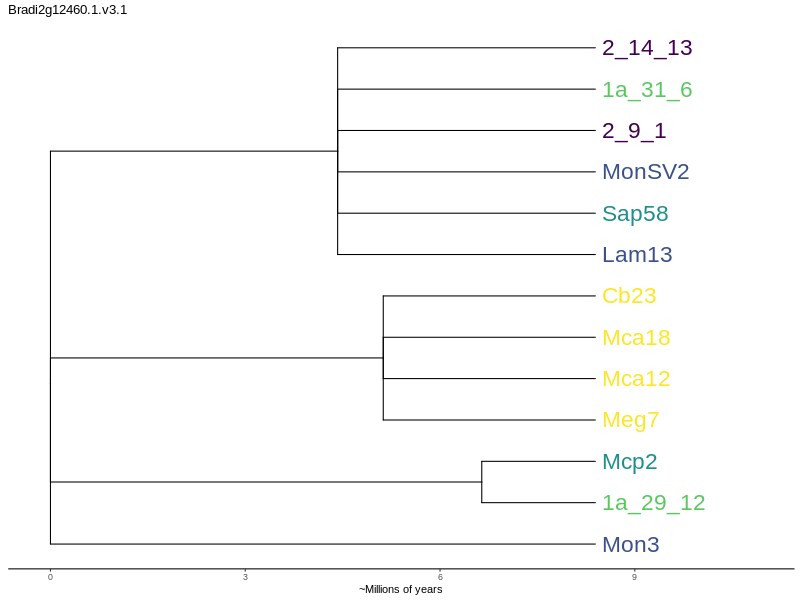 Bradi2g12460.1.v3.1
2_14_13
1a_31_6
2_9_1
MonSV2
Sap58
Lam13
Cb23
Mca18
Mca12
Meg7
Mcp2
1a_29_12
Mon3
0 3 6 9
~Millions of years